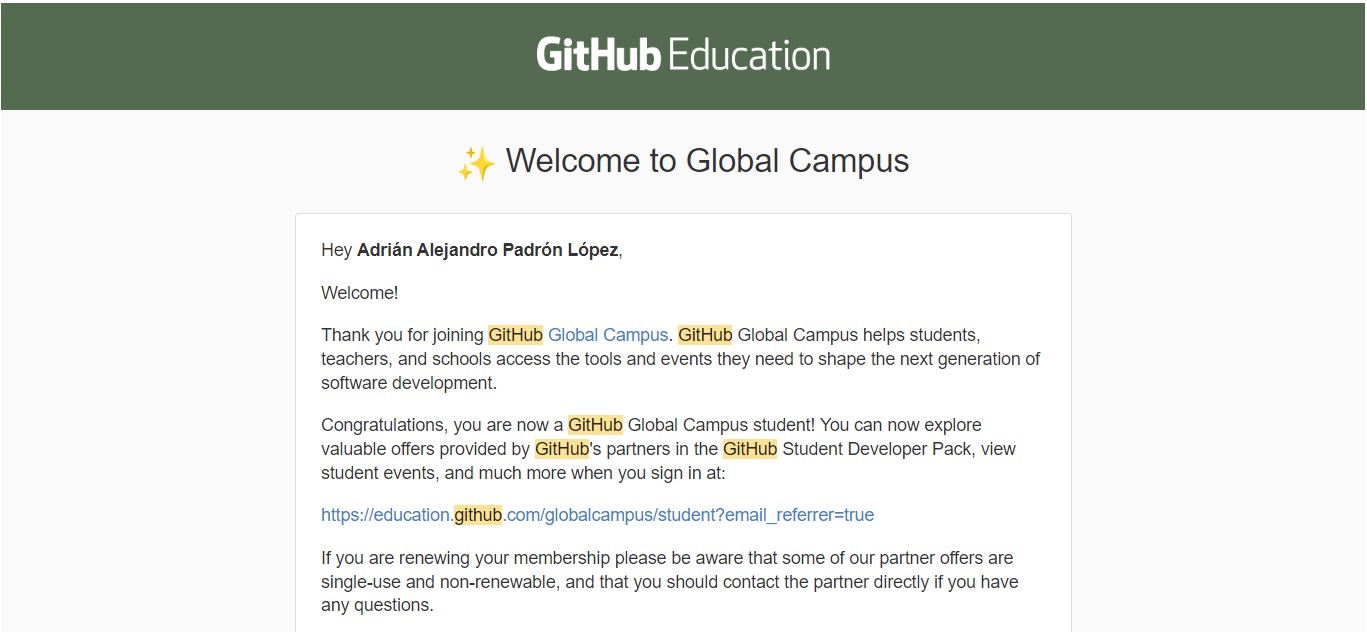 GitHub Education
✨ Welcome to Global Campus
Hey Adrián Alejandro Padrón López,
Welcome!
Thank you for joining GitHub Global Campus. GitHub Global Campus helps students,
teachers, and schools access the tools and events they need to shape the next generation of
software development.
Congratulations, you are now a GitHub Global Campus student! You can now explore
valuable offers provided by GitHub's partners in the GitHub Student Developer Pack, view
student events, and much more when you sign in at:
https://education.github.com/globalcampus/student?email_referrer=true
If you are renewing your membership please be aware that some of our partner offers are
single-use and non-renewable, and that you should contact the partner directly if you have
any questions.